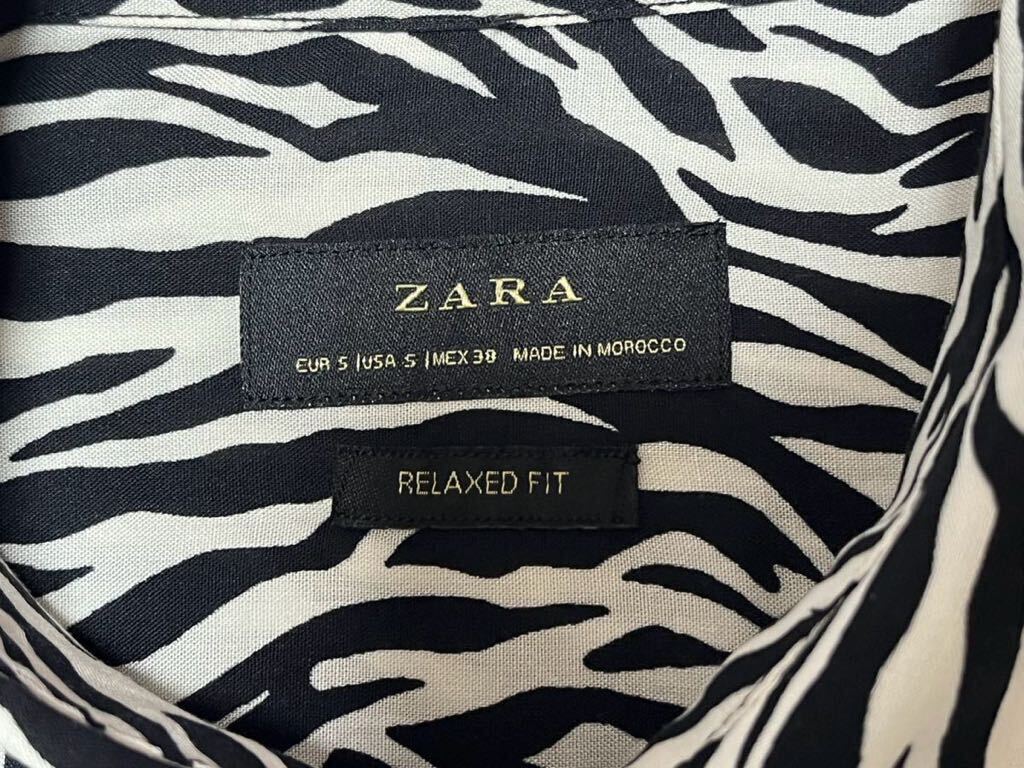 ZARA
EUR S | USA S | MEX 38 MADE IN MOROCCO
RELAXED FIT